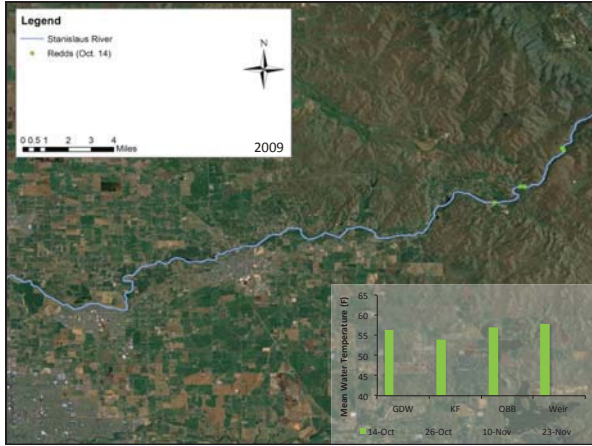 Legend
Stanislaus River
Redds (Oct. 14)
N
0 0.5 1 2 3 4
Miles
2009
Mean Water Temperature (F)
65
60
55
50
45
40
GDW KF OBB Weir
14-Oct 26-Oct 10-Nov 23-Nov